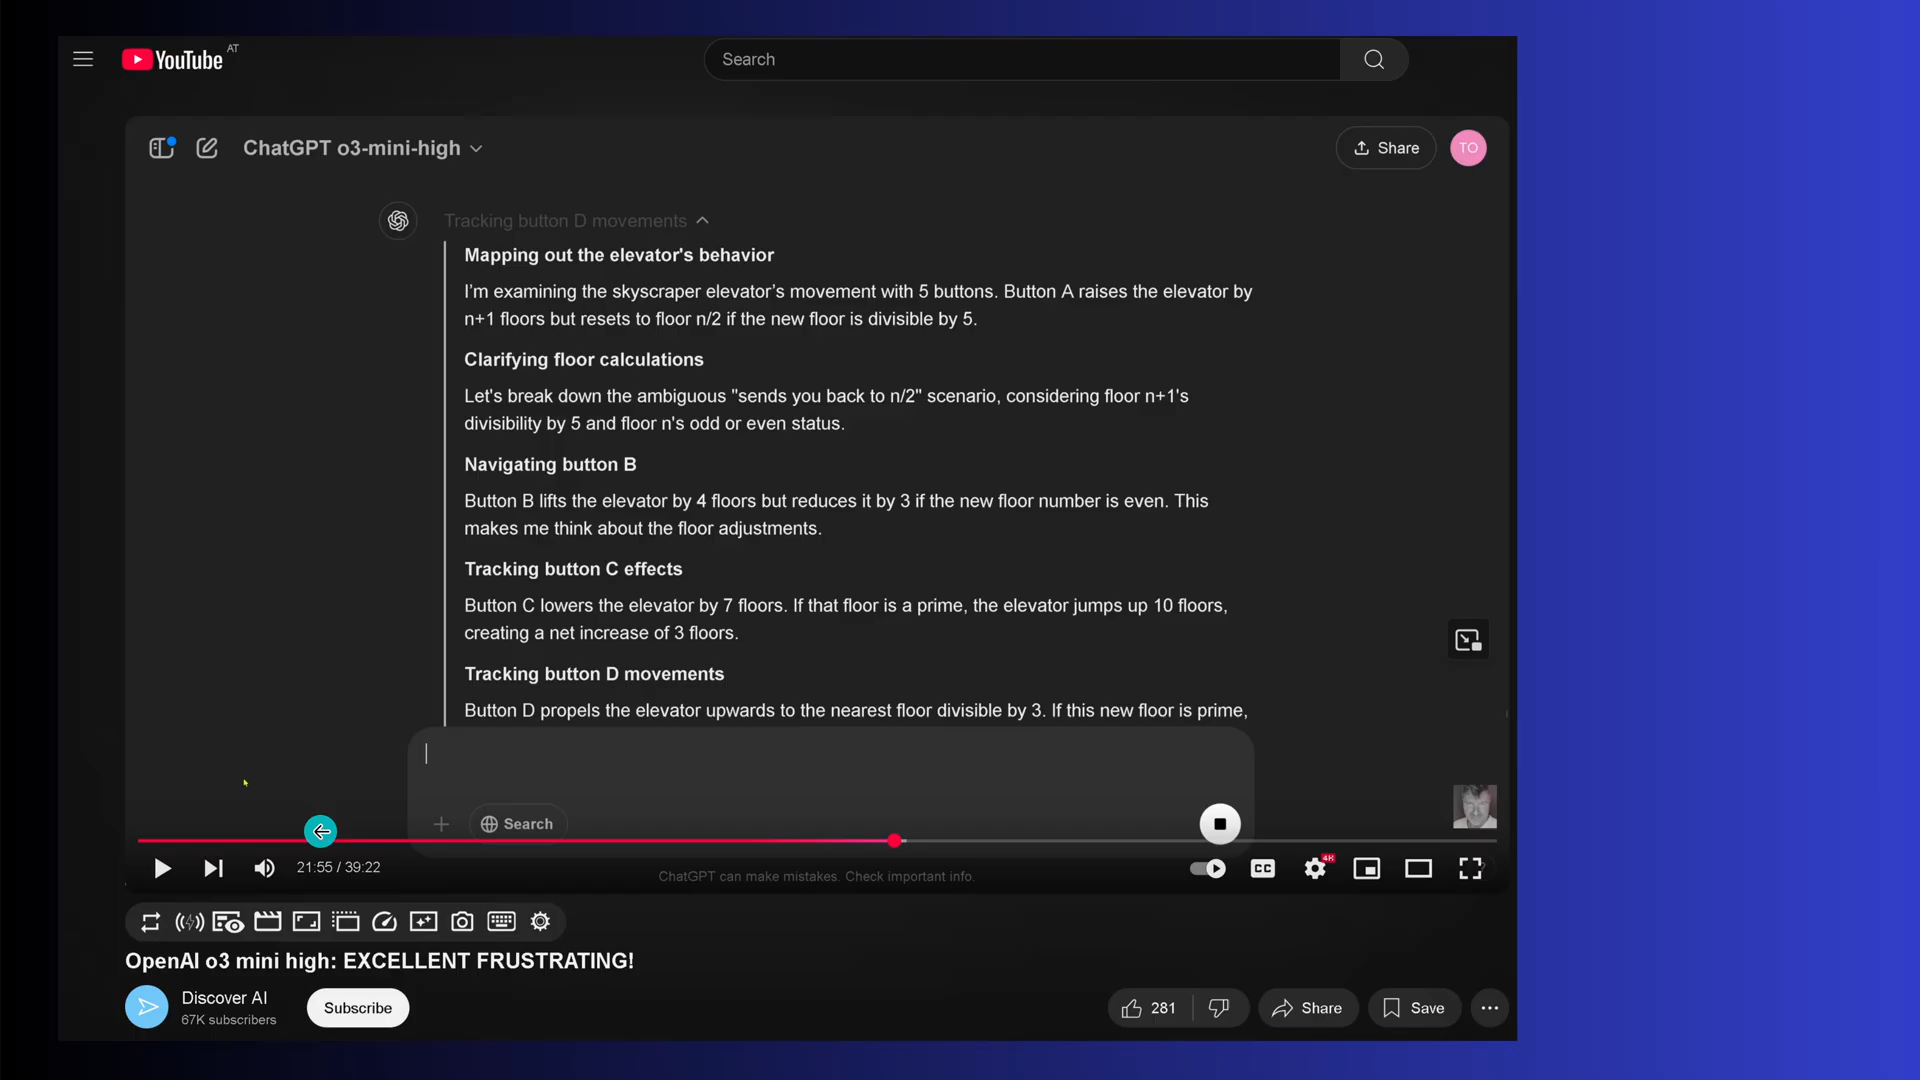 YouTube AT
Search
ChatGPT o3-mini-high
Share
TO
Tracking button D movements
Mapping out the elevator's behavior
I'm examining the skyscraper elevator's movement with 5 buttons. Button A raises the elevator by
n+1 floors but resets to floor n/2 if the new floor is divisible by 5.
Clarifying floor calculations
Let's break down the ambiguous "sends you back to n/2" scenario, considering floor n+1's
divisibility by 5 and floor n's odd or even status.
Navigating button B
Button B lifts the elevator by 4 floors but reduces it by 3 if the new floor number is even. This
makes me think about the floor adjustments.
Tracking button C effects
Button C lowers the elevator by 7 floors. If that floor is a prime, the elevator jumps up 10 floors,
creating a net increase of 3 floors.
Tracking button D movements
Button D propels the elevator upwards to the nearest floor divisible by 3. If this new floor is prime,
Search
21:55 / 39:22
ChatGPT can make mistakes. Check important info.
CC
4K
OpenAI o3 mini high: EXCELLENT FRUSTRATING!
Discover AI
67K subscribers
Subscribe
281
Share
Save